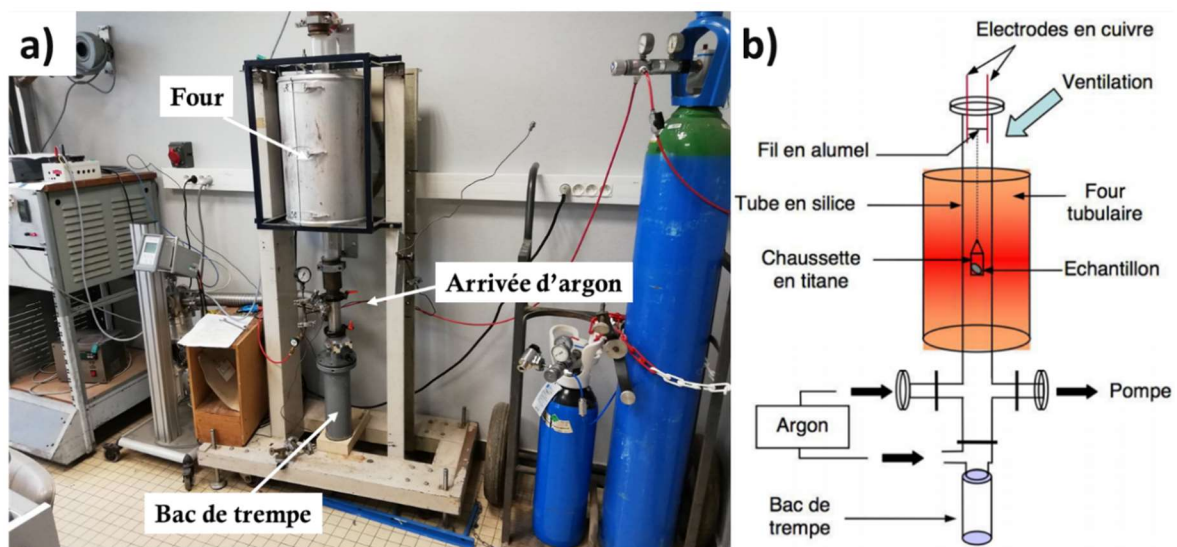 a)
Four
Arrivée d'argon
Bac de trempe
b)
Electrodes en cuivre
Ventilation
Fil en alumel
Tube en silice
Four
tubulaire
Chaussette
en titane
Echantillon
Pompe
Argon
Bac de
trempe